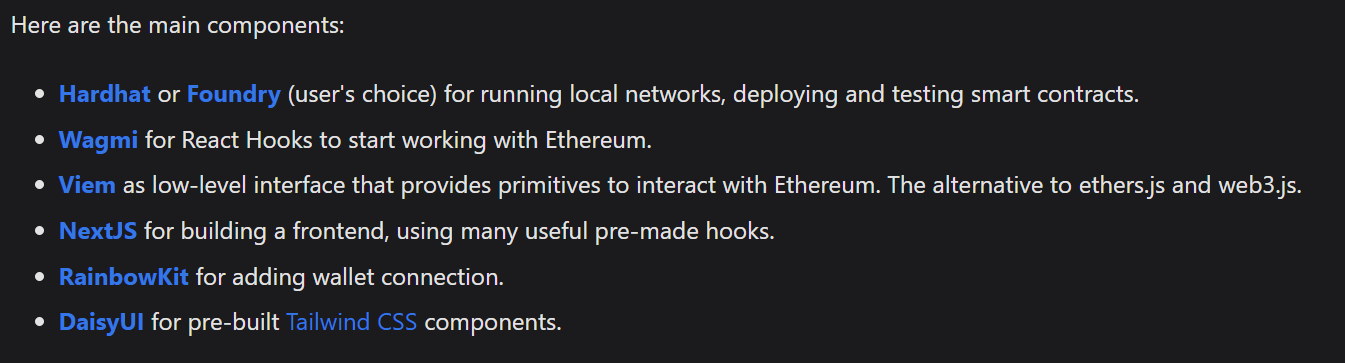 Here are the main components:
Hardhat or Foundry (user's choice) for running local networks, deploying and testing smart contracts.
Wagmi for React Hooks to start working with Ethereum.
Viem as low-level interface that provides primitives to interact with Ethereum. The alternative to ethers.js and web3.js.
NextJS for building a frontend, using many useful pre-made hooks.
RainbowKit for adding wallet connection.
DaisyUI for pre-built Tailwind CSS components.